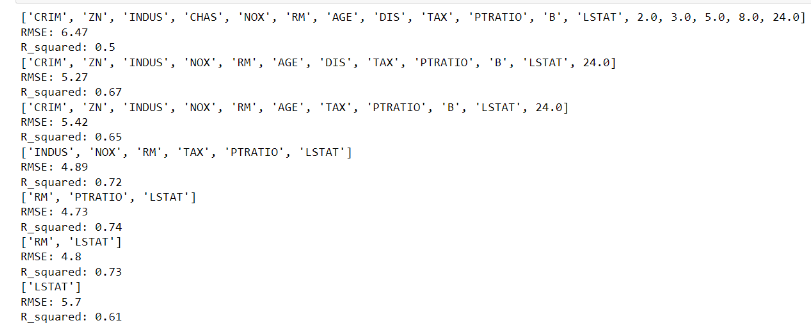 ['CRIM', 'ZN', 'INDUS', 'CHAS', 'NOX', 'RM', 'AGE', 'DIS', 'TAX', 'PTRATIO', 'B', 'LSTAT', 2.0, 3.0, 5.0, 8.0, 24.0]
RMSE: 6.47
R_squared: 0.5
['CRIM', 'ZN', 'INDUS', 'NOX', 'RM', 'AGE', 'DIS', 'TAX', 'PTRATIO', 'B', 'LSTAT', 24.0]
RMSE: 5.27
R_squared: 0.67
['CRIM', 'ZN', 'INDUS', 'NOX', 'RM', 'AGE', 'TAX', 'PTRATIO', 'B', 'LSTAT', 24.0]
RMSE: 5.42
R_squared: 0.65
['INDUS', 'NOX', 'RM', 'TAX', 'PTRATIO', 'LSTAT']
RMSE: 4.89
R_squared: 0.72
['RM', 'PTRATIO', 'LSTAT']
RMSE: 4.73
R_squared: 0.74
['RM', 'LSTAT']
RMSE: 4.8
R_squared: 0.73
['LSTAT']
RMSE: 5.7
R_squared: 0.61